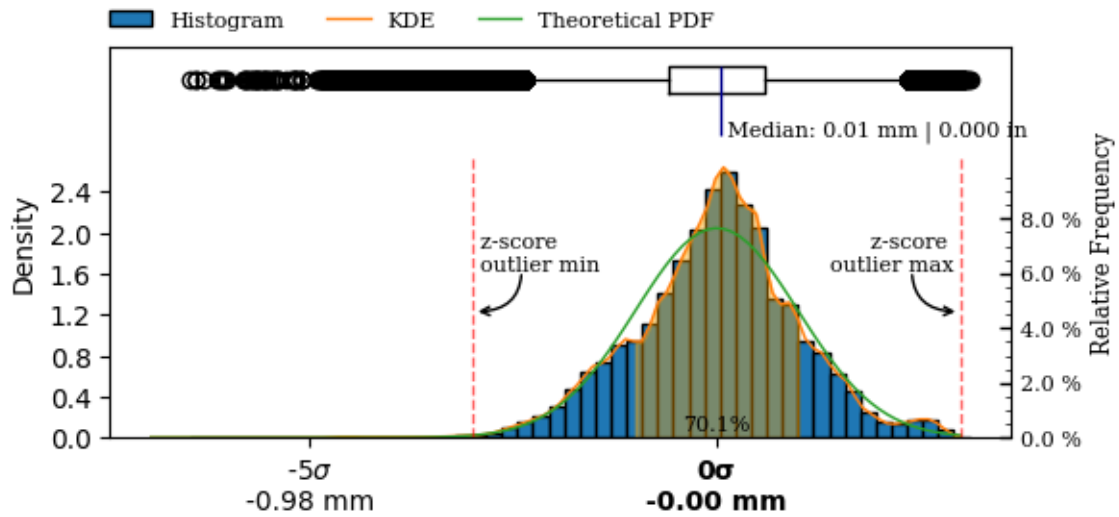 Histogram KDE Theoretical PDF
Median: 0.01 mm | 0.000 in
Density
2.4
2.0
1.6
1.2
0.8
0.4
0.0
z-score
outlier min
z-score
outlier max
70.1%
8.0 %
6.0 %
4.0 %
2.0 %
0.0 %
Relative Frequency
-5σ
-0.98 mm
0σ
-0.00 mm